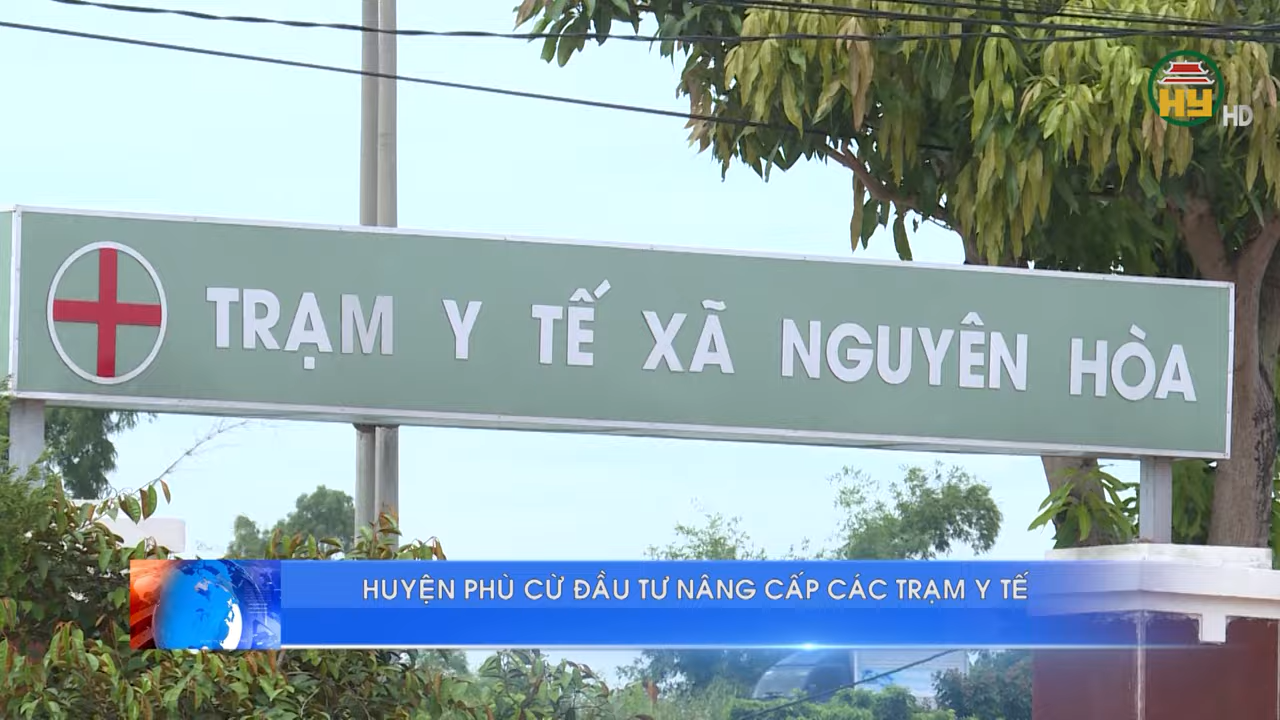 HY HD
TRẠM Y TẾ XÃ NGUYÊN HÒA
HUYỆN PHÙ CỪ ĐẦU TƯ NÂNG CẤP CÁC TRẠM Y TẾ